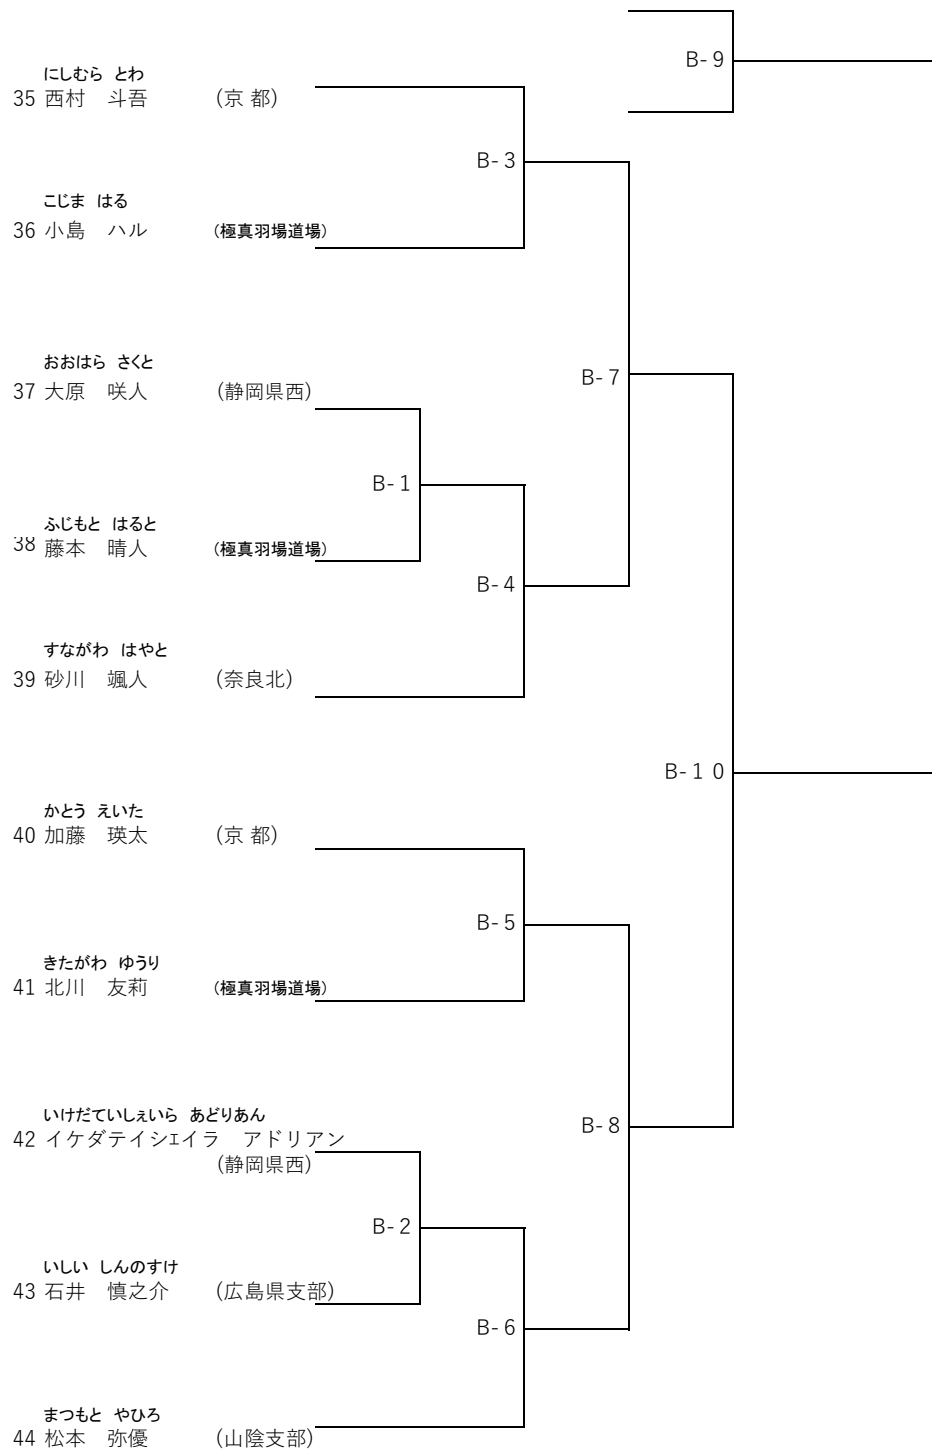 B-9
にしむら とわ
35 西村 斗吾 (京 都)
B-3
こじま はる
36 小島 ハル (極真羽場道場)
おおはら さくと
37 大原 咲人 (静岡県西)
B-7
B-1
ふじもと はると
38 藤本 晴人 (極真羽場道場)
B-4
すながわ はやと
39 砂川 颯人 (奈良北)
B-10
かとう えいた
40 加藤 瑛太 (京 都)
B-5
きたがわ ゆうり
41 北川 友莉 (極真羽場道場)
いけだていしぇいら あどりあん
42 イケダテイシェイラ アドリアン
(静岡県西)
B-8
B-2
いしい しんのすけ
43 石井 慎之介 (広島県支部)
B-6
まつもと やひろ
44 松本 弥優 (山陰支部)